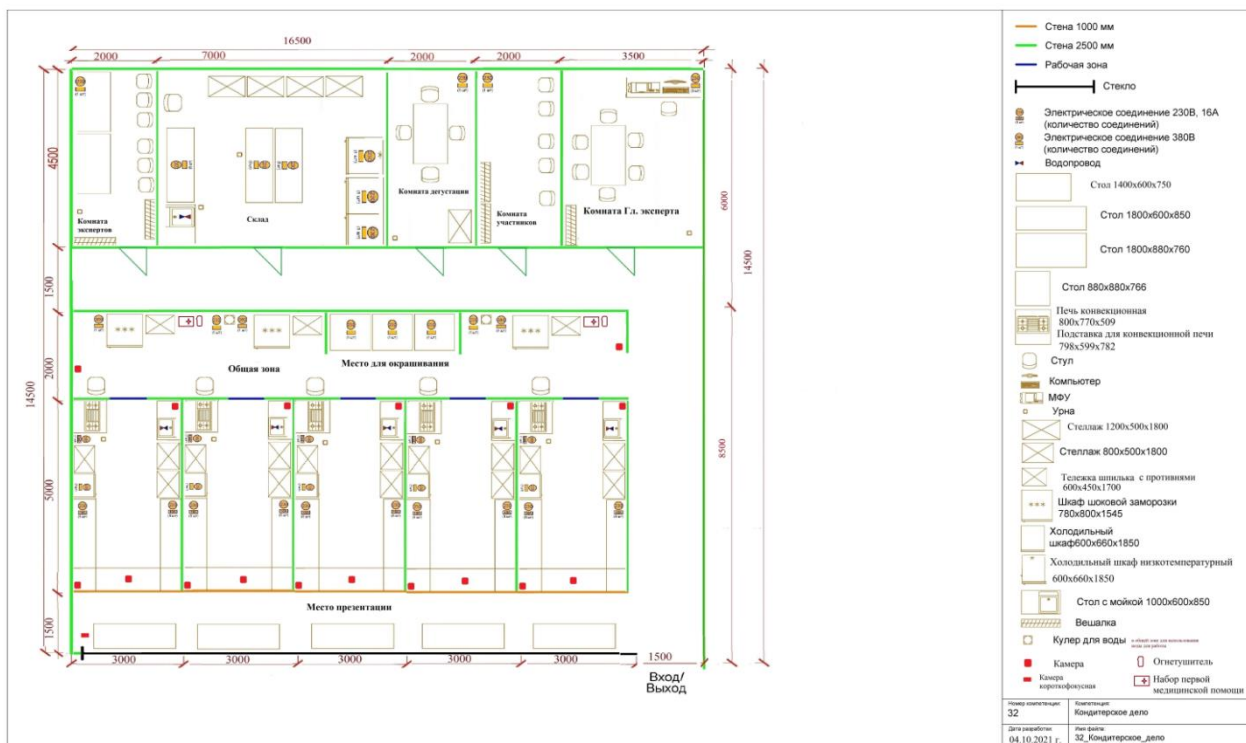 16500
2000
7000
2000
2000
3500
4500
6000
14500
Комната
экспертов
Склад
Комната дегустации
Комната
участников
Комната Гл. эксперта
1500
14500
2000
Общая зона
Место для окрашивания
8500
5000
Место презентации
1500
3000
3000
3000
3000
3000
1500
Вход/
Выход
Стена 1000 мм
Стена 2500 мм
Рабочая зона
Стекло
Электрическое соединение 230В, 16А
(количество соединений)
Электрическое соединение 380В
(количество соединений)
Водопровод
Стол 1400х600х750
Стол 1800х600х850
Стол 1800х880х760
Стол 880х880х766
Печь конвекционная
800х770х509
Подставка для конвекционной печи
798х599х782
Стул
Компьютер
МФУ
Урна
Стеллаж 1200х500х1800
Стеллаж 800х500х1800
Тележка шпилька с противнями
600х450х1700
Шкаф шоковой заморозки
780х800х1545
Холодильный
шкаф600х660х1850
Холодильный шкаф низкотемпературный
600х660х1850
Стол с мойкой 1000х600х850
Вешалка
Кулер для воды
Камера
Огнетушитель
Камера
короткофокусная
Набор первой
медицинской помощи
Номер компетенции:
32
Компетенция:
Кондитерское дело
Дата разработки:
04.10.2021 г.
Имя файла:
32_Кондитерское_дело